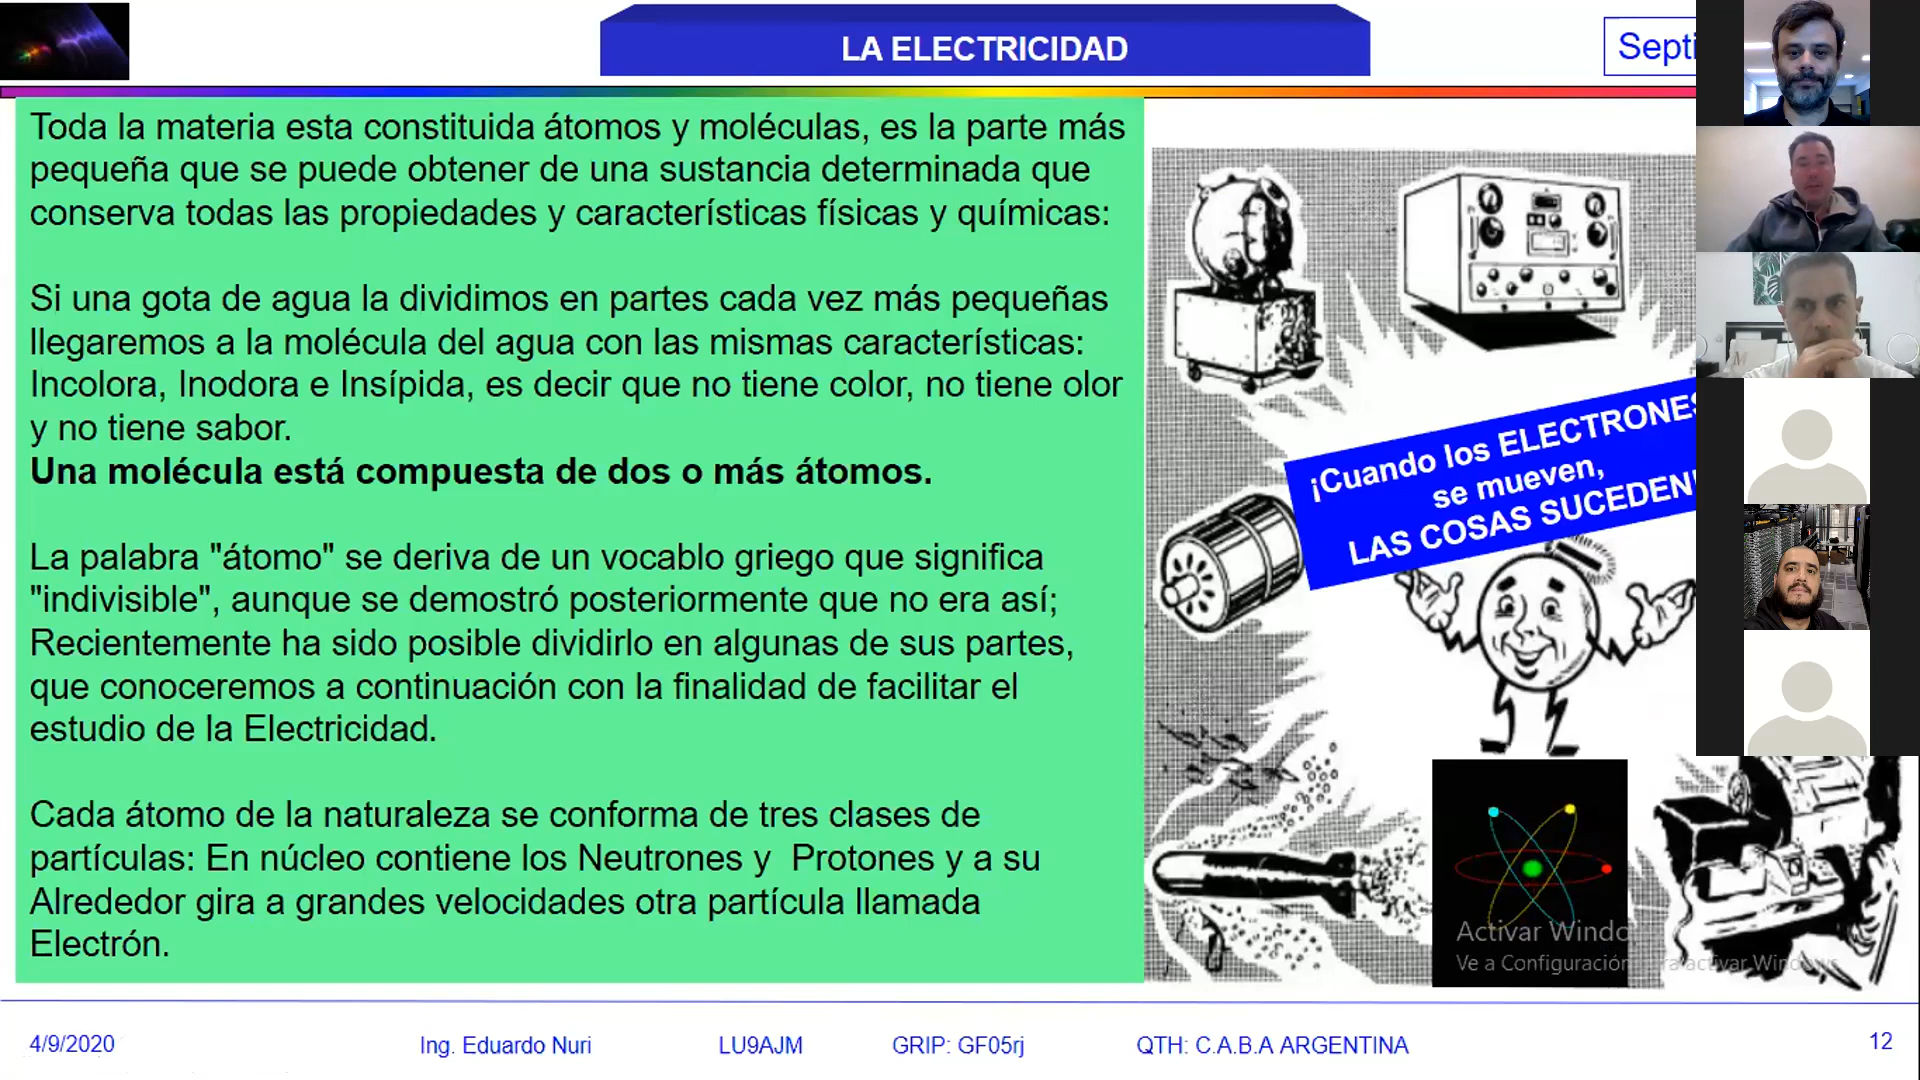 LA ELECTRICIDAD
Septi
Toda la materia esta constituida átomos y moléculas, es la parte más
pequeña que se puede obtener de una sustancia determinada que
conserva todas las propiedades y características físicas y químicas:
Si una gota de agua la dividimos en partes cada vez más pequeñas
llegaremos a la molécula del agua con las mismas características:
Incolora, Inodora e Insípida, es decir que no tiene color, no tiene olor
y no tiene sabor.
Una molécula está compuesta de dos o más átomos.
La palabra "átomo" se deriva de un vocablo griego que significa
"indivisible", aunque se demostró posteriormente que no era así;
Recientemente ha sido posible dividirlo en algunas de sus partes,
que conoceremos a continuación con la finalidad de facilitar el
estudio de la Electricidad.
Cada átomo de la naturaleza se conforma de tres clases de
partículas: En núcleo contiene los Neutrones y  Protones y a su
Alrededor gira a grandes velocidades otra partícula llamada
Electrón.
¡Cuando los ELECTRONES
se mueven,
LAS COSAS SUCEDEN!
Activar Windo
Ve a Configuración para activar Windows.
4/9/2020
Ing. Eduardo Nuri
LU9AJM
GRIP: GF05rj
QTH: C.A.B.A ARGENTINA
12